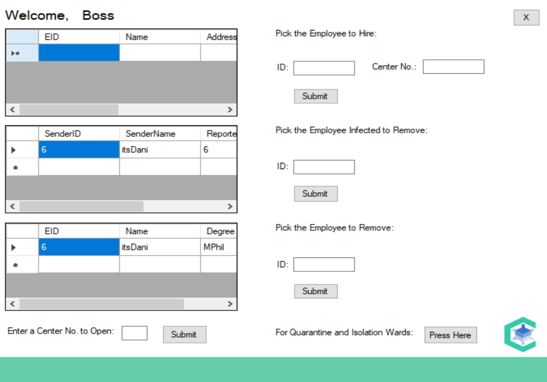 Welcome, Boss
X
EID Name Address
Pick the Employee to Hire:
ID:
Center No.:
Submit
SenderID SenderName Reporte
6 itsDani 6
Pick the Employee Infected to Remove:
ID:
Submit
EID Name Degree
6 itsDani MPhil
Pick the Employee to Remove:
ID:
Submit
Enter a Center No. to Open:
Submit
For Quarantine and Isolation Wards:
Press Here